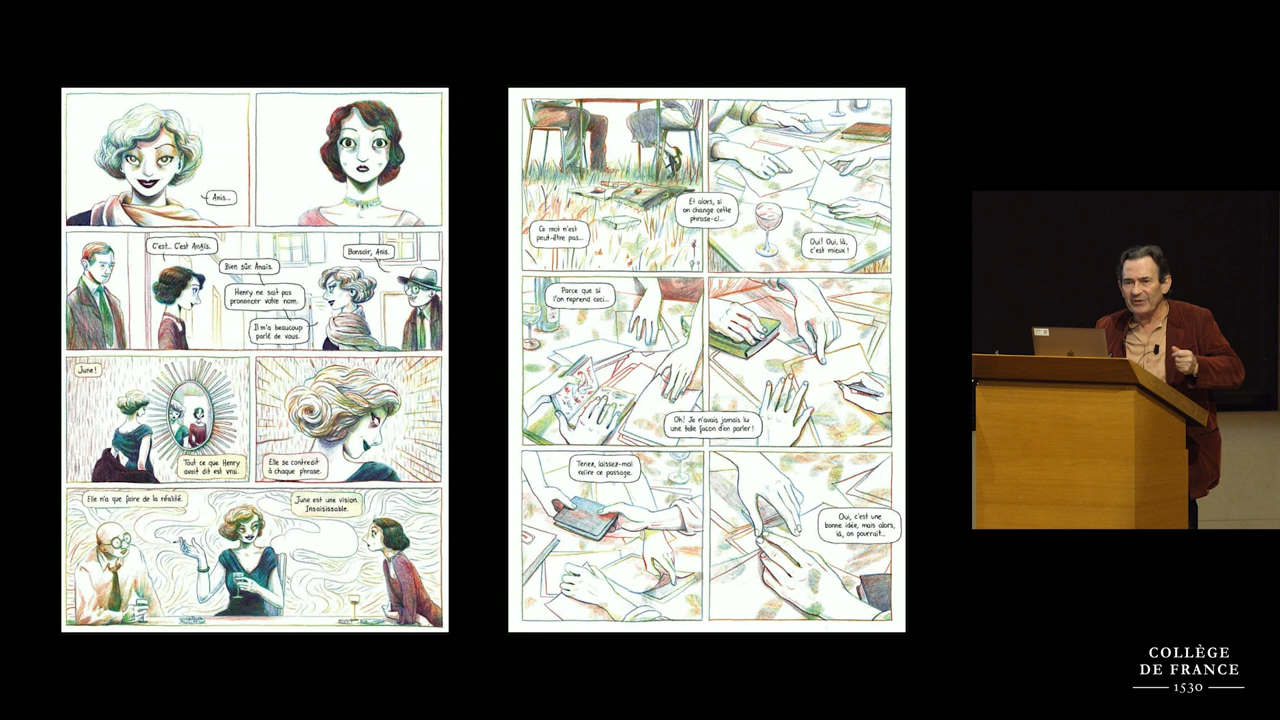 Anis...
C'est... C'est Anaïs.
Bien sûr. Anaïs.
Bonsoir, Anis.
Henry ne sait pas
prononcer votre nom.
Il m'a beaucoup
parlé de vous.
June!
Tout ce que Henry
avait dit est vrai.
Elle se contredit
à chaque phrase.
Elle n'a que faire de la réalité.
June est une vision.
Insaisissable.
Ce mot n'est
peut-être pas...
Et alors, si
on change cette
phrase-ci...
Oui! Oui, là,
c'est mieux!
Parce que si
l'on reprend ceci...
Oh! Je n'avais jamais lu
une telle façon d'en parler!
Tenez, laissez-moi
relire ce passage.
Oui, c'est une
bonne idée, mais alors,
là, on pourrait...
COLLÈGE
DE FRANCE
1530